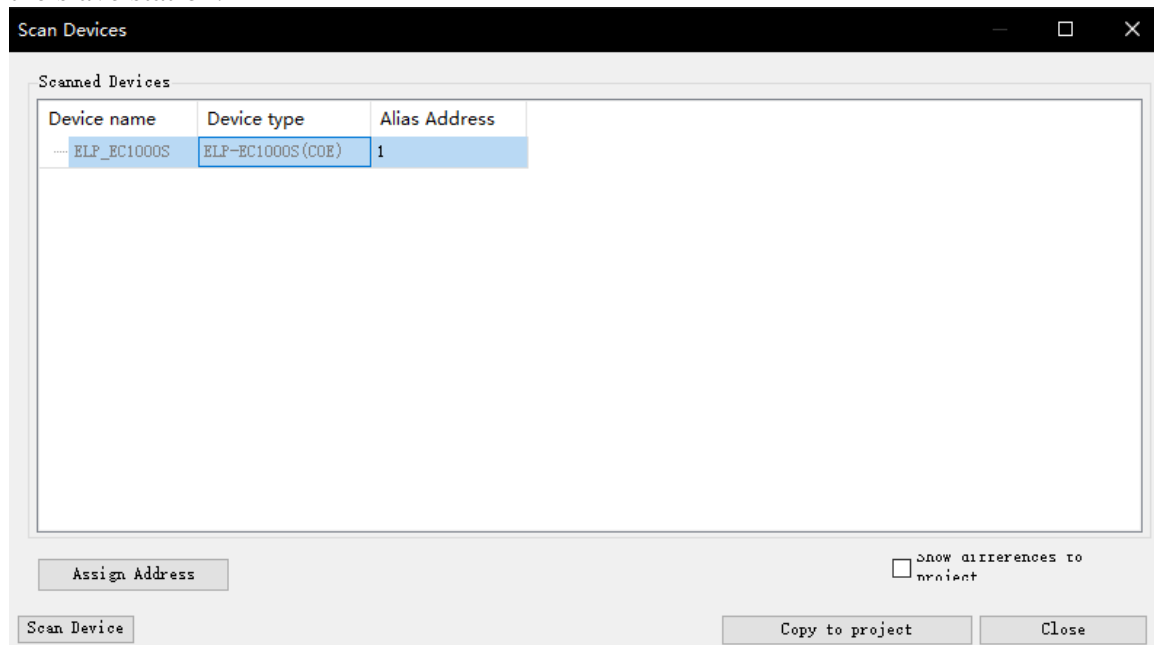 Scan Devices
Scanned Devices
Device name Device type Alias Address
ELP_EC1000S ELP-EC1000S(COE) 1
Show differences to
project
Assign Address
Scan Device Copy to project Close